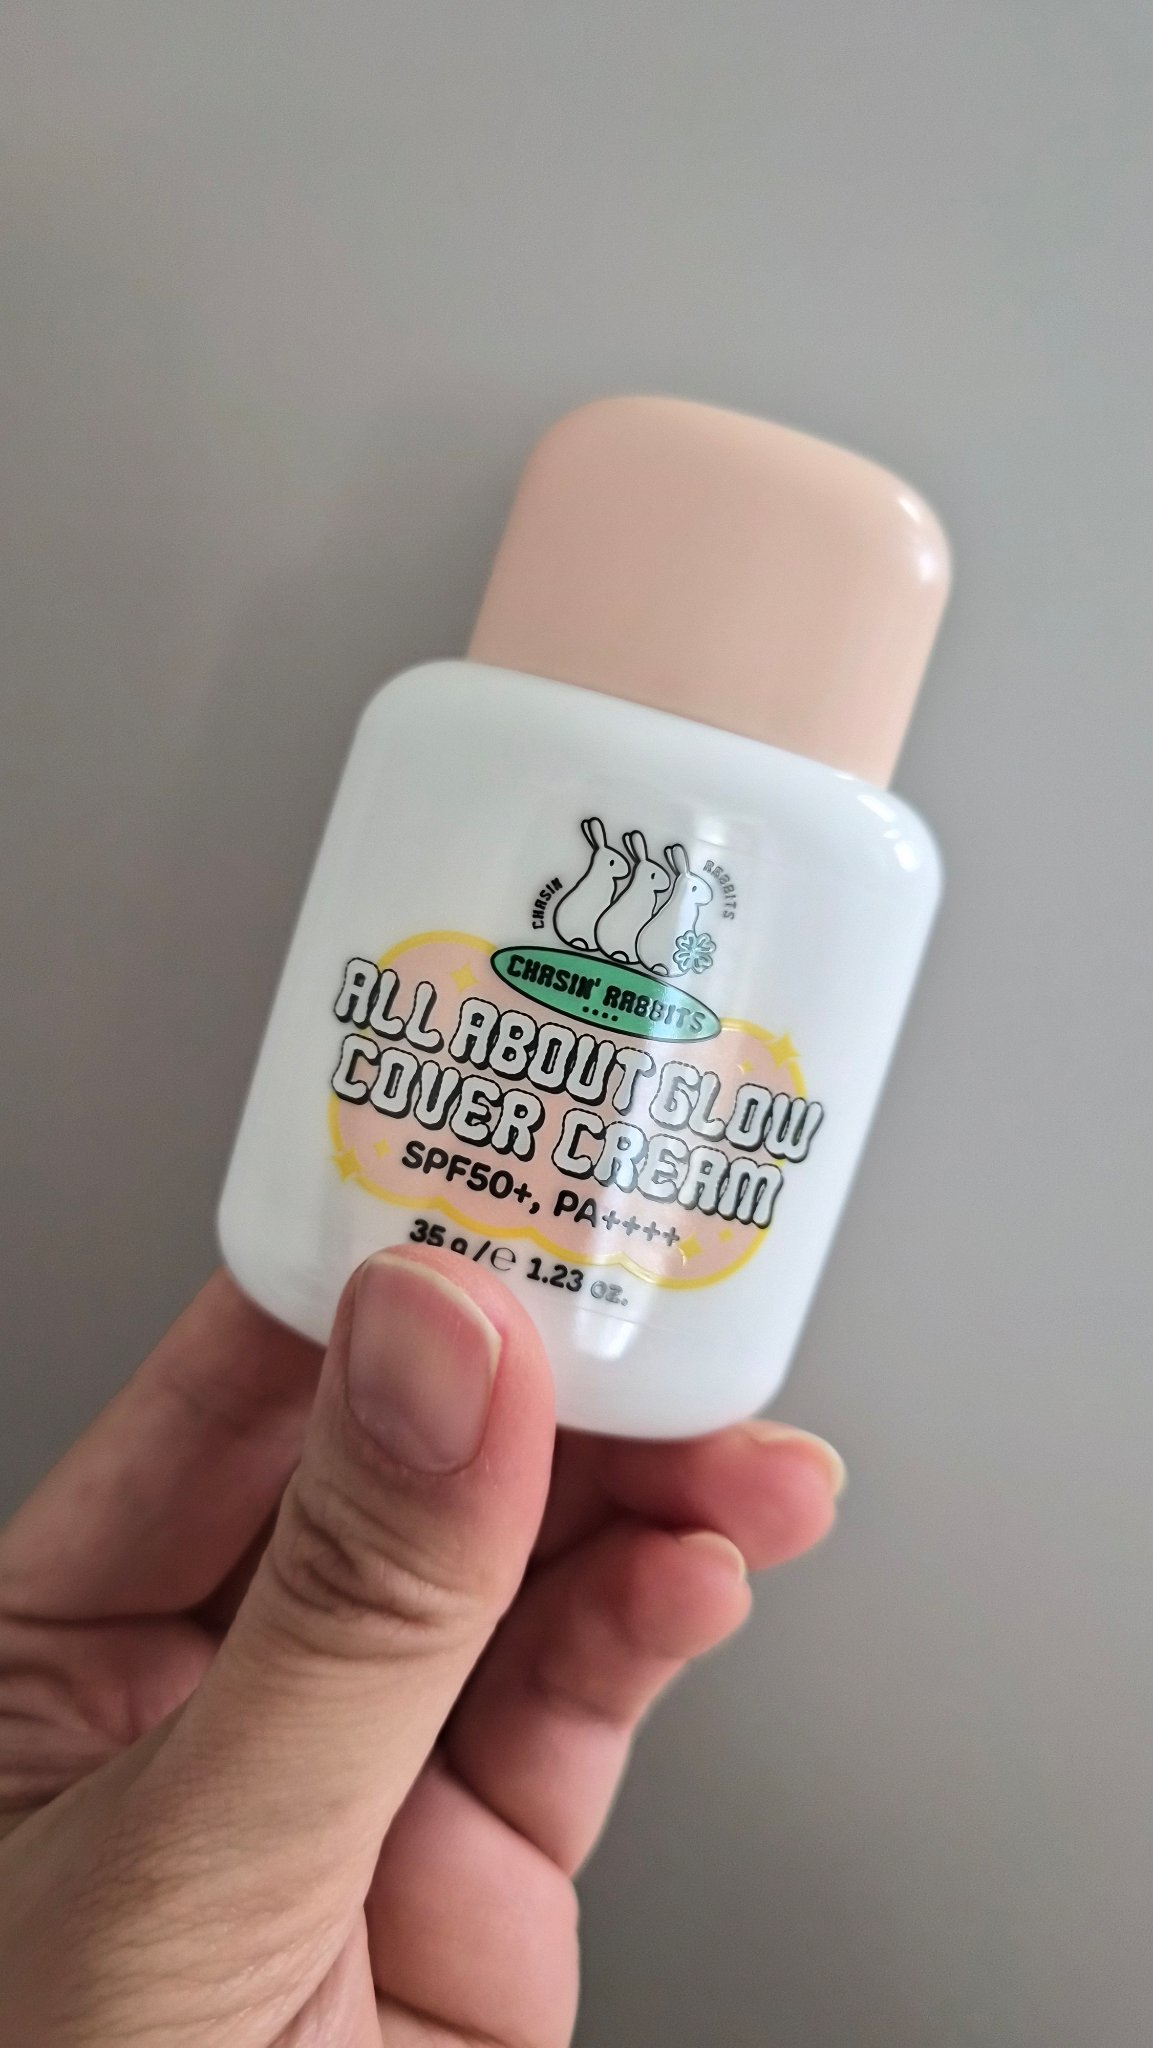 CHASIN RABBITS
CHASIN' RABBITS
ALL ABOUT GLOW
COVER CREAM
SPF50+, PA++++
35 g / ℮ 1.23 oz.